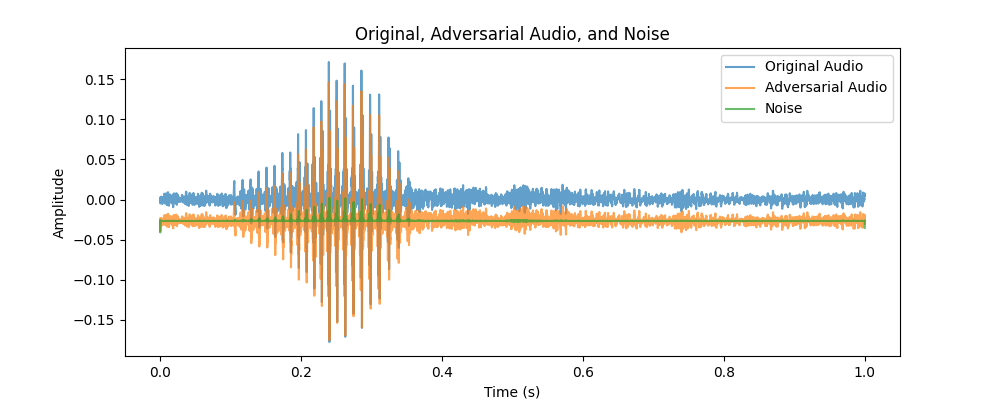 Original, Adversarial Audio, and Noise
Original Audio
Adversarial Audio
Noise
Amplitude
0.15
0.10
0.05
0.00
−0.05
−0.10
−0.15
0.0 0.2 0.4 0.6 0.8 1.0
Time (s)